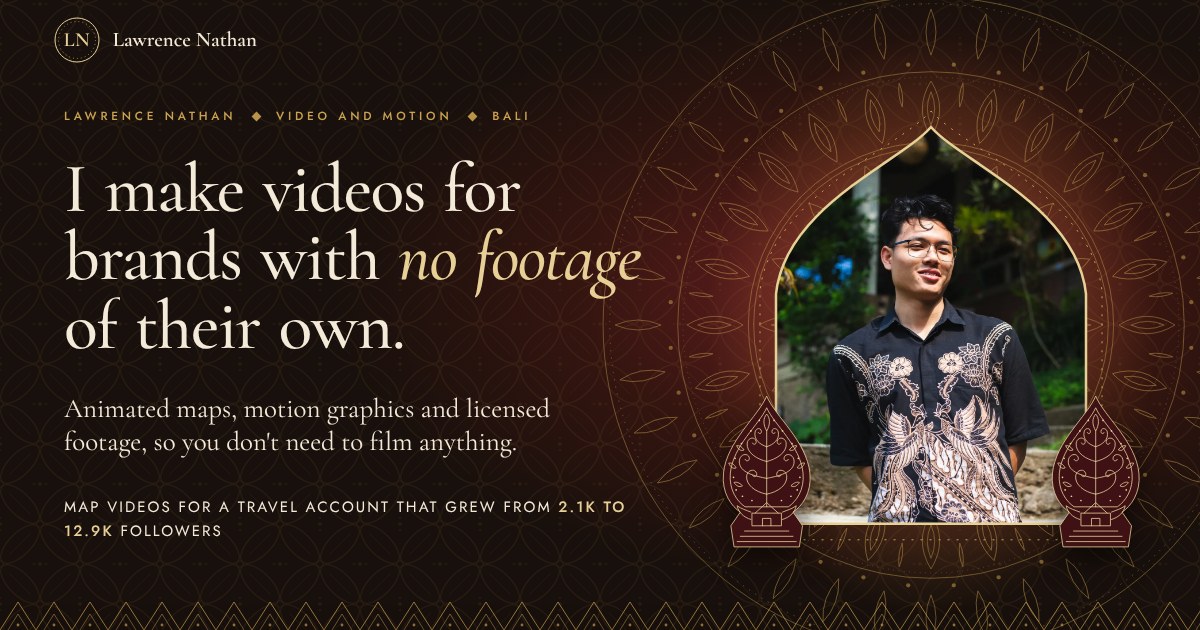 LN Lawrence Nathan
LAWRENCE NATHAN ◆ VIDEO AND MOTION ◆ BALI
I make videos for
brands with no footage
of their own.
Animated maps, motion graphics and licensed
footage, so you don't need to film anything.
MAP VIDEOS FOR A TRAVEL ACCOUNT THAT GREW FROM 2.1K TO
12.9K FOLLOWERS